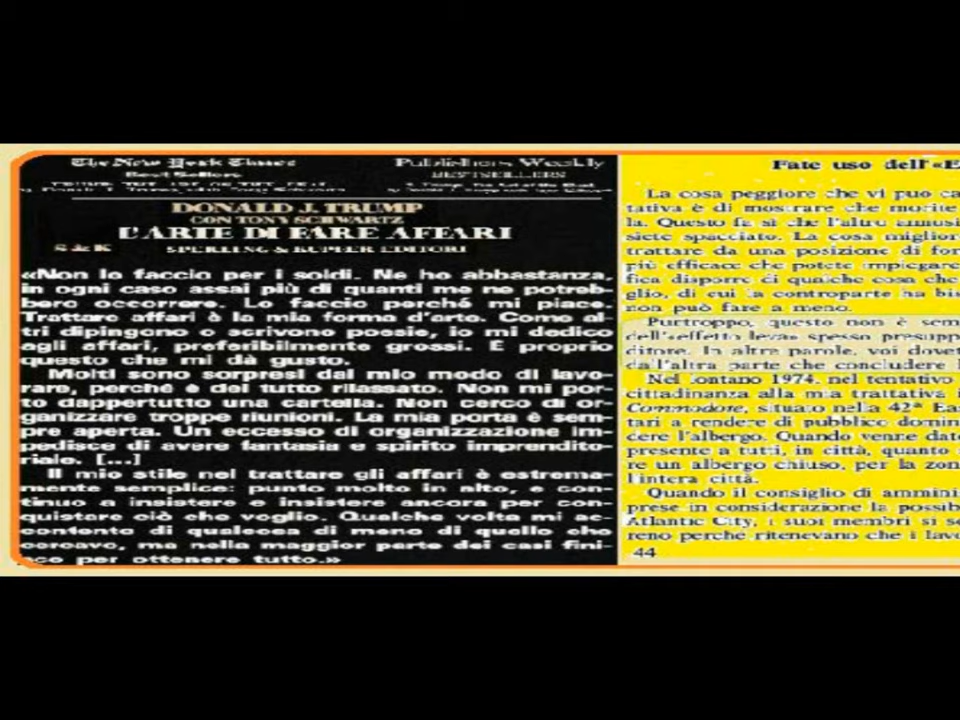 The New York Times
Best Sellers
Publishers Weekly
BESTSELLERS
DONALD J. TRUMP
CON TONY SCHWARTZ
L'ARTE DI FARE AFFARI
S & K
SPERLING & KUPFER EDITORI
«Non lo faccio per i soldi. Ne ho abbastanza,
in ogni caso assai più di quanti me ne potreb-
bero occorrere. Lo faccio perché mi piace.
Trattare affari è la mia forma d'arte. Come al-
tri dipingono o scrivono poesie, io mi dedico
agli affari, preferibilmente grossi. È proprio
questo che mi dà gusto.
Molti sono sorpresi dal mio modo di lavo-
rare, perché è del tutto rilassato. Non mi por-
to dappertutto una cartella. Non cerco di or-
ganizzare troppe riunioni. La mia porta è sem-
pre aperta. Un eccesso di organizzazione im-
pedisce di avere fantasia e spirito imprendito-
riale. [...]
Il mio stile nel trattare gli affari è estrema-
mente semplice: punto molto in alto, e con-
tinuo a insistere e insistere ancora per con-
quistare ciò che voglio. Qualche volta mi ac-
contento di qualcosa di meno di quello che
cercavo, ma nella maggior parte dei casi fini-
sco per ottenere tutto.»
Fate uso dell'«E
La cosa peggiore che vi può ca
tativa è di mostrare che morite
la. Questo fa sì che l'altro annusi
siete spacciato. La cosa miglior
trattare da una posizione di for
più efficace che potete impiegare
fica disporre di qualche cosa che
glio, di cui la controparte ha bi
non può fare a meno.
Purtroppo, questo non è sem
dell'«effetto leva» spesso presupp
ditore. In altre parole, voi dovet
dall'altra parte che concludere l
Nel lontano 1974, nel tentativo
cittadinanza alla mia trattativa i
Commodore, situato nella 42ª Eas
tari a rendere di pubblico domin
cere l'albergo. Quando venne dato
presente a tutti, in città, quanto
re un albergo chiuso, per la zon
l'intera città.
Quando il consiglio di ammini
prese in considerazione la possib
Atlantic City, i suoi membri si se
reno perché ritenevano che i lavo
44